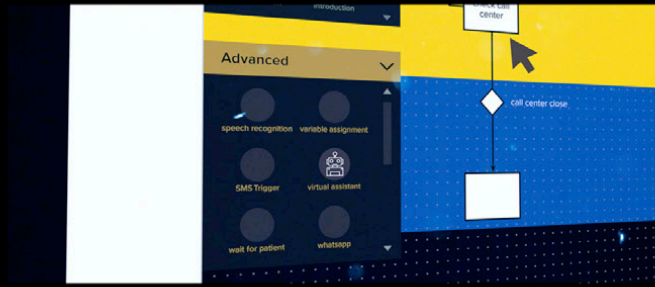 introduction
Advanced
speech recognition
variable assignment
SMS Trigger
virtual assistant
wait for patient
whatsapp
check call
center
call center close